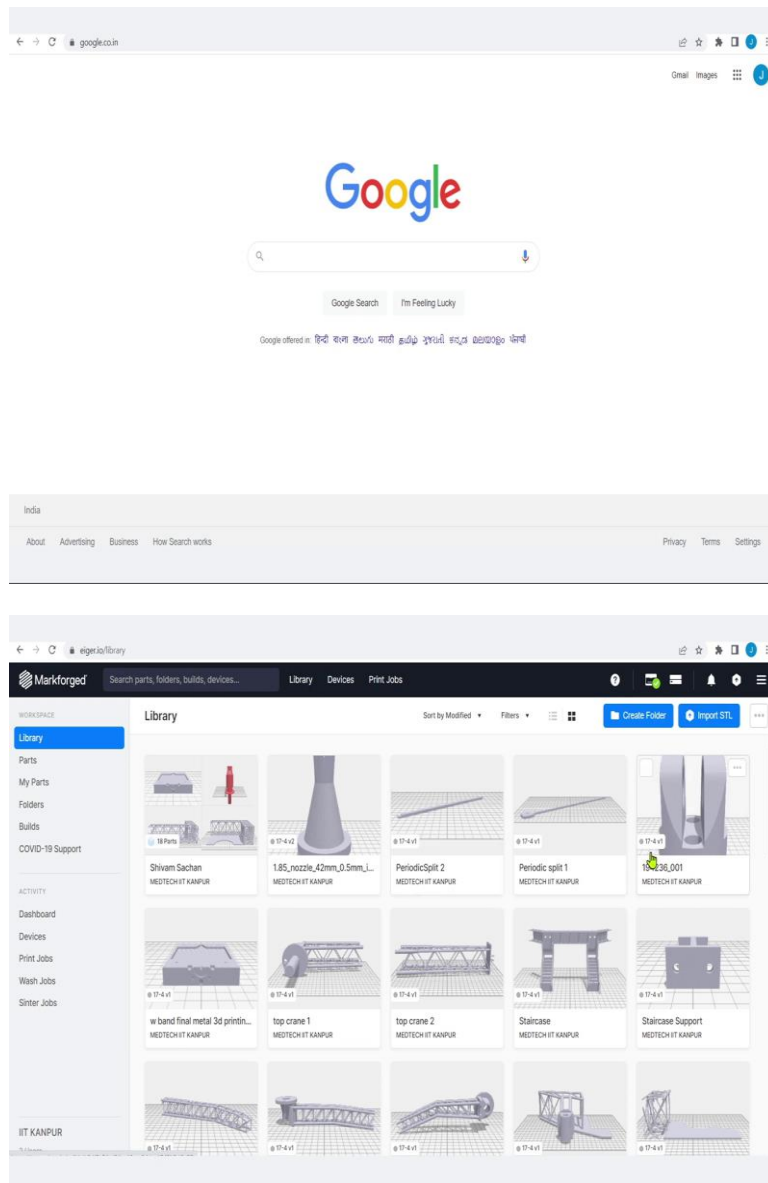 google.co.in
J
Gmail Images J
Google
Google Search I'm Feeling Lucky
Google offered in: हिन्दी বাংলা తెలుగు मराठी தமிழ் ગુજરાતી ಕನ್ನಡ മലയാളം ਪੰਜਾਬੀ
India
About Advertising Business How Search works
Privacy Terms Settings
eiger.io/library
J
Markforged Search parts, folders, builds, devices... Library Devices Print Jobs
WORKSPACE
Library
Parts
My Parts
Folders
Builds
COVID-19 Support
ACTIVITY
Dashboard
Devices
Print Jobs
Wash Jobs
Sinter Jobs
IIT KANPUR
Library Sort by Modified Filters Create Folder Import STL
18 Parts 17-4 v2 17-4 v1 17-4 v1 17-4 v1
Shivam Sachan 1.85_nozzle_42mm_0.5mm_i... PeriodicSplit 2 Periodic split 1
MEDTECH IIT KANPUR MEDTECH IIT KANPUR MEDTECH IIT KANPUR MEDTECH IIT KANPUR MEDTECH IIT KANPUR
17-4 v1 17-4 v1 17-4 v1 17-4 v1 17-4 v1
w band final metal 3d printin... top crane 1 top crane 2 Staircase Staircase Support
MEDTECH IIT KANPUR MEDTECH IIT KANPUR MEDTECH IIT KANPUR MEDTECH IIT KANPUR MEDTECH IIT KANPUR
17-4 v1 17-4 v1 17-4 v1 17-4 v1 17-4 v1